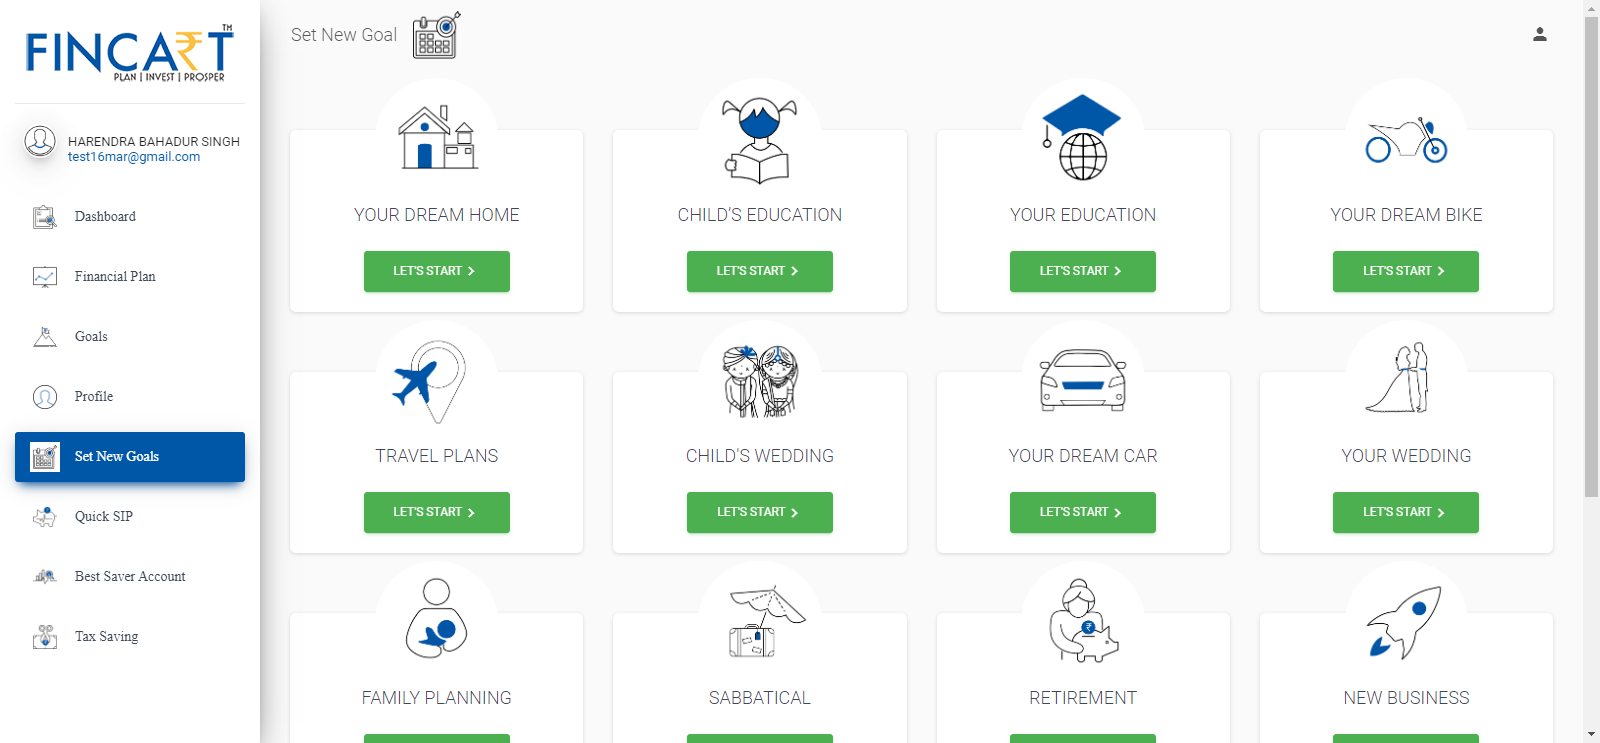 FINCART™
PLAN | INVEST | PROSPER
HARENDRA BAHADUR SINGH
test16mar@gmail.com
Dashboard
Financial Plan
Goals
Profile
Set New Goals
Quick SIP
Best Saver Account
Tax Saving
Set New Goal
YOUR DREAM HOME
CHILD'S EDUCATION
YOUR EDUCATION
YOUR DREAM BIKE
LET'S START
LET'S START
LET'S START
LET'S START
TRAVEL PLANS
CHILD'S WEDDING
YOUR DREAM CAR
YOUR WEDDING
LET'S START
LET'S START
LET'S START
LET'S START
₹
FAMILY PLANNING
SABBATICAL
RETIREMENT
NEW BUSINESS